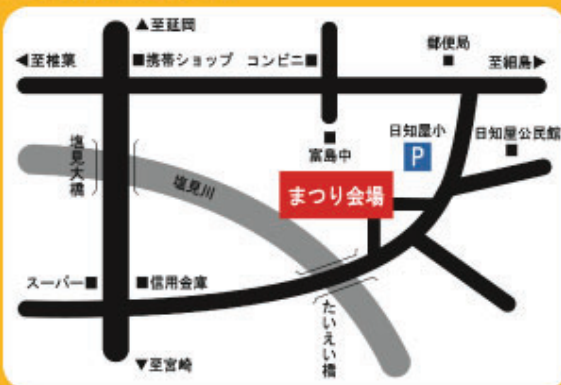 ▲至延岡
◀至椎葉
■携帯ショップ
コンビニ■
郵便局
■
至細島▶
塩見大橋
塩見川
■
富島中
日知屋小
P
日知屋公民館
■
まつり会場
スーパー■
■信用金庫
たいえい橋
▼至宮崎